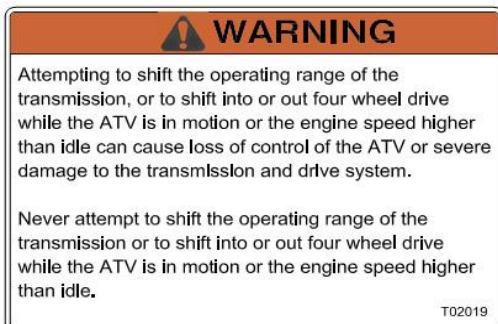 WARNING
Attempting to shift the operating range of the
transmission, or to shift into or out four wheel drive
while the ATV is in motion or the engine speed higher
than idle can cause loss of control of the ATV or severe
damage to the transmission and drive system.
Never attempt to shift the operating range of the
transmission or to shift into or out four wheel drive
while the ATV is in motion or the engine speed higher
than idle.
T02019